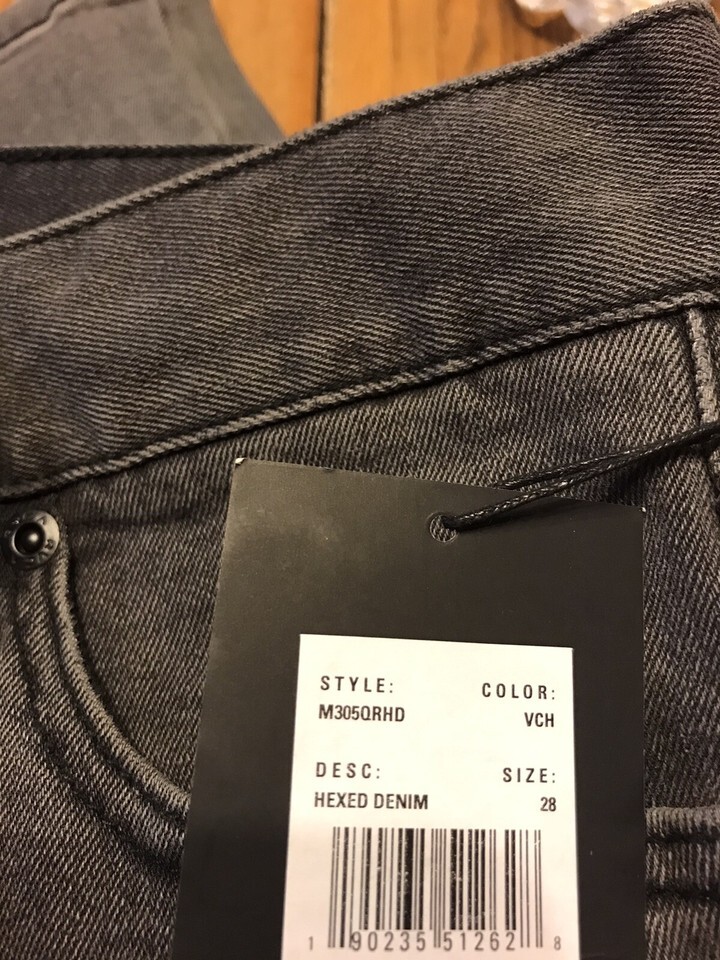 STYLE: COLOR:
M305QRHD VCH
DESC: SIZE:
HEXED DENIM 28
1 90235 51262 8